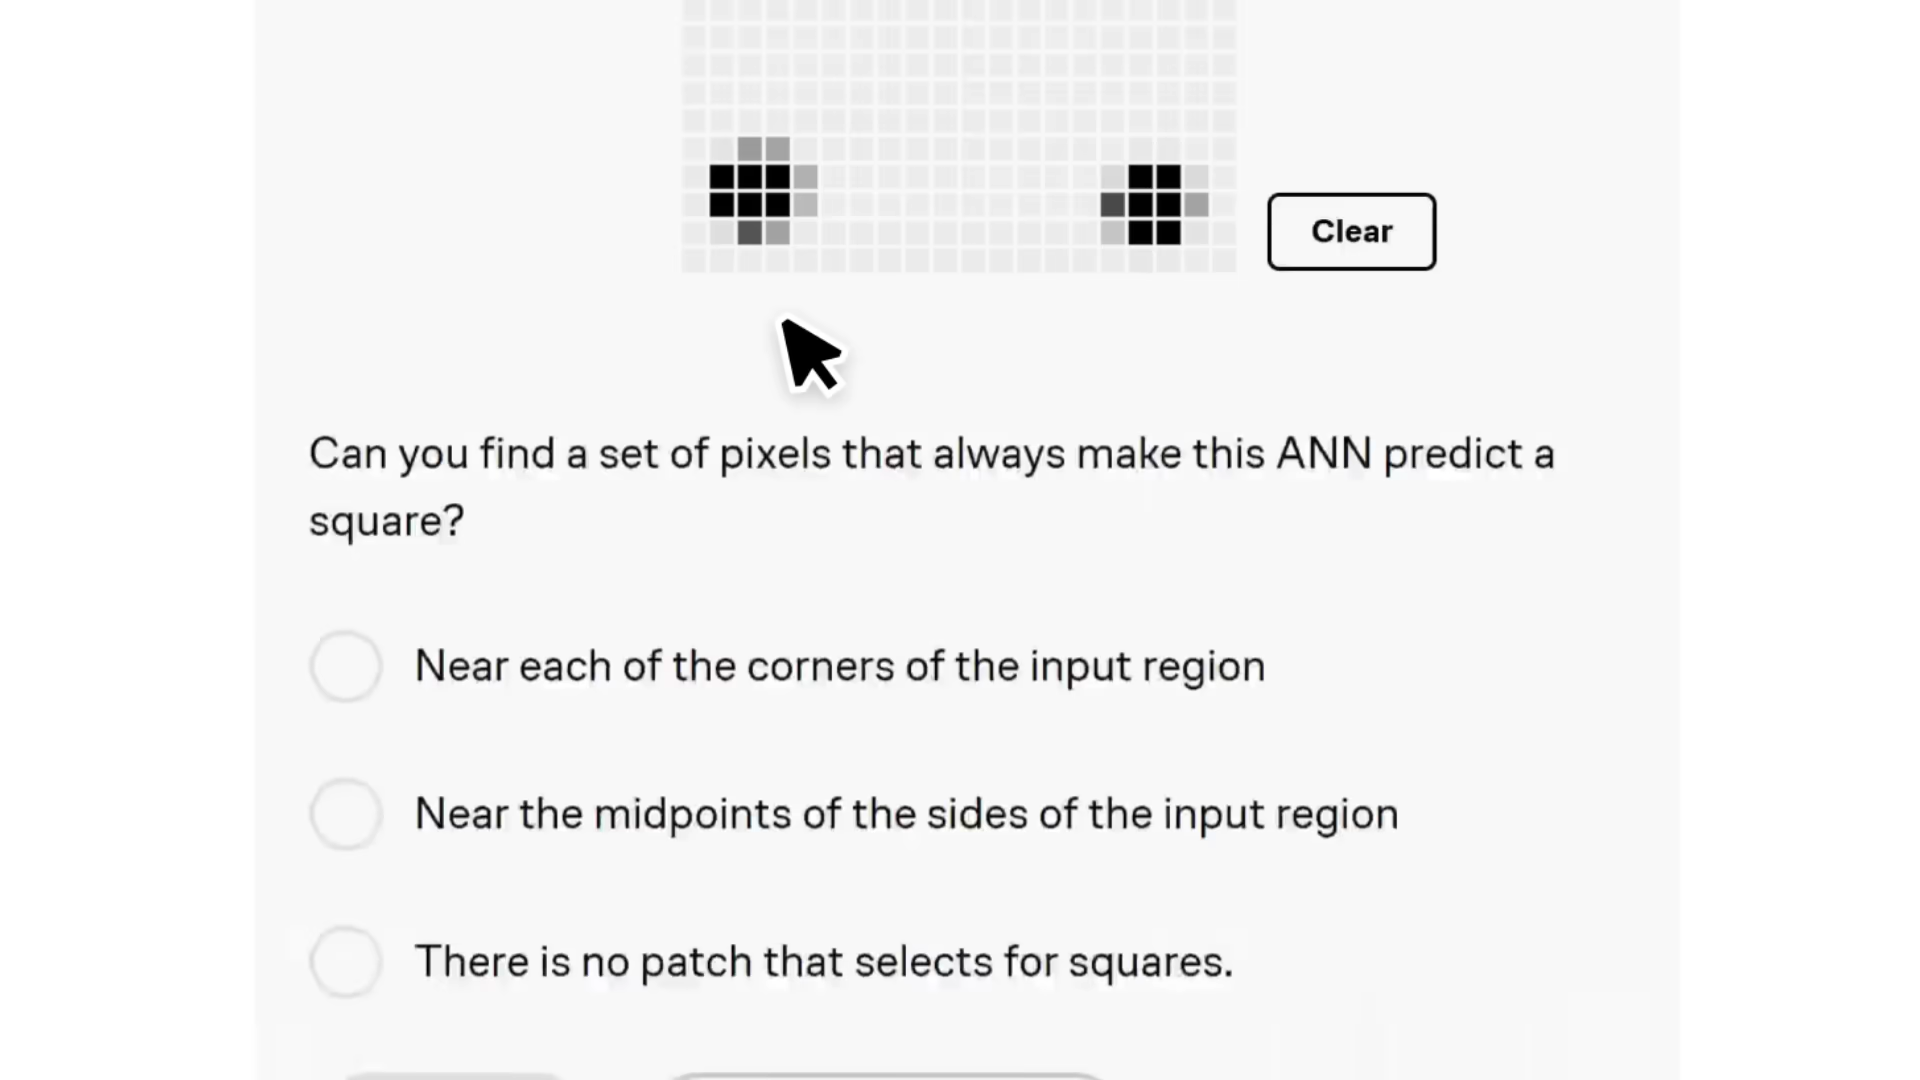 Clear
Can you find a set of pixels that always make this ANN predict a
square?
Near each of the corners of the input region
Near the midpoints of the sides of the input region
There is no patch that selects for squares.